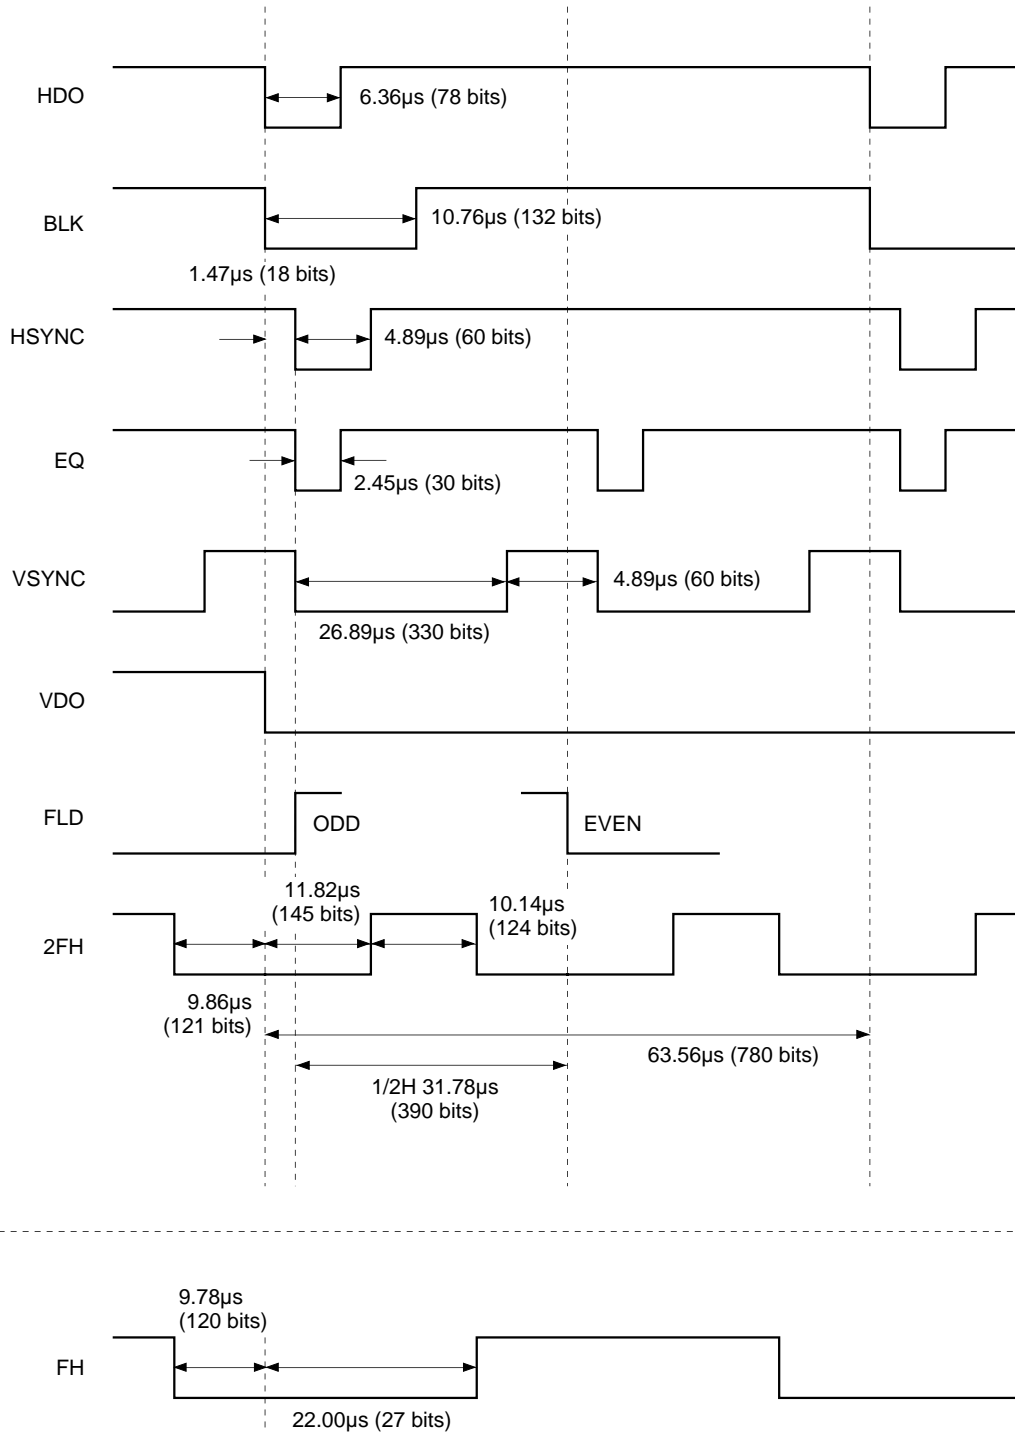 HDO
6.36µs (78 bits)
BLK
10.76µs (132 bits)
1.47µs (18 bits)
HSYNC
4.89µs (60 bits)
EQ
2.45µs (30 bits)
VSYNC
4.89µs (60 bits)
26.89µs (330 bits)
VDO
FLD
ODD
EVEN
11.82µs
(145 bits)
10.14µs
(124 bits)
2FH
9.86µs
(121 bits)
63.56µs (780 bits)
1/2H 31.78µs
(390 bits)
9.78µs
(120 bits)
FH
22.00µs (27 bits)